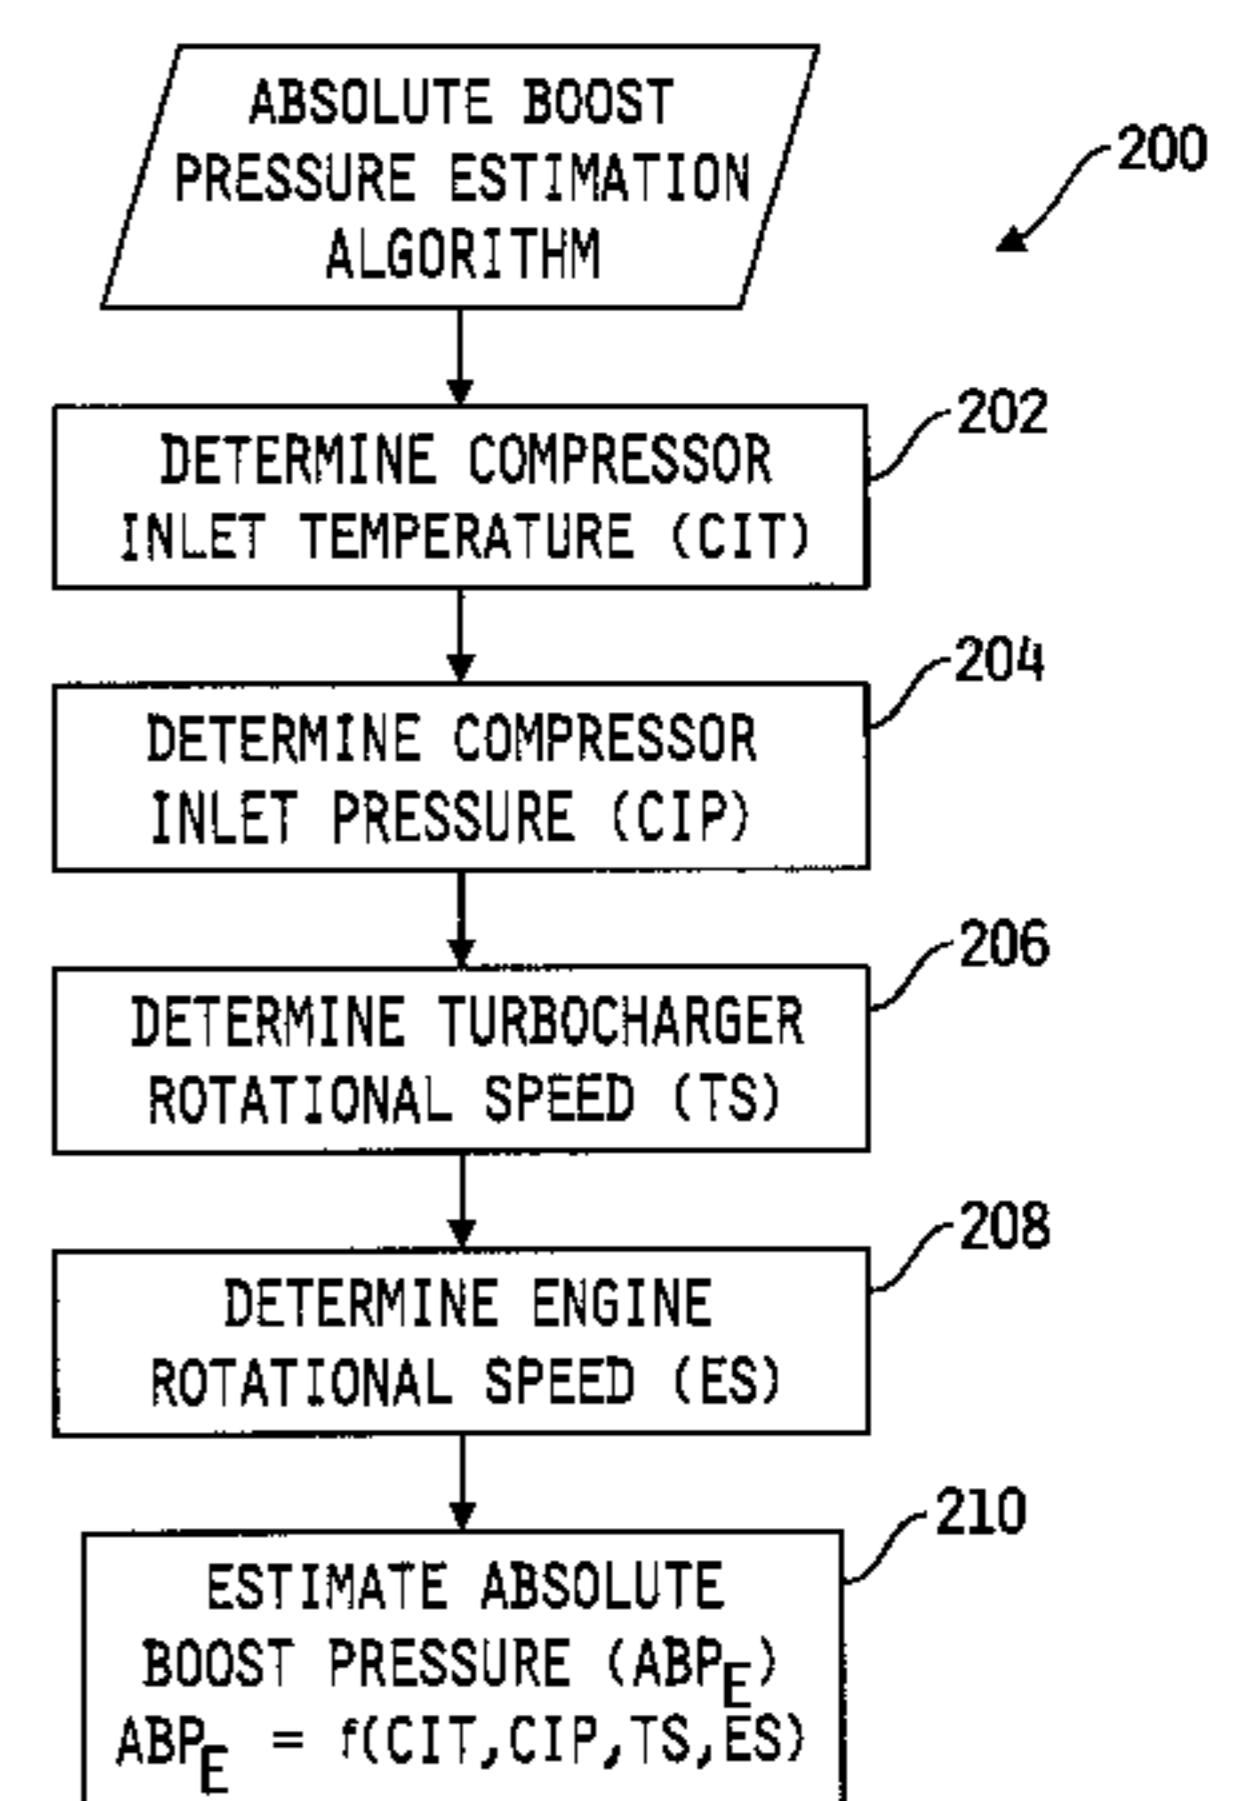 ABSOLUTE BOOST
PRESSURE ESTIMATION
ALGORITHM
200
202
DETERMINE COMPRESSOR
INLET TEMPERATURE (CIT)
204
DETERMINE COMPRESSOR
INLET PRESSURE (CIP)
206
DETERMINE TURBOCHARGER
ROTATIONAL SPEED (TS)
208
DETERMINE ENGINE
ROTATIONAL SPEED (ES)
210
ESTIMATE ABSOLUTE
BOOST PRESSURE (ABP_E)
ABP_E = f(CIT,CIP,TS,ES)